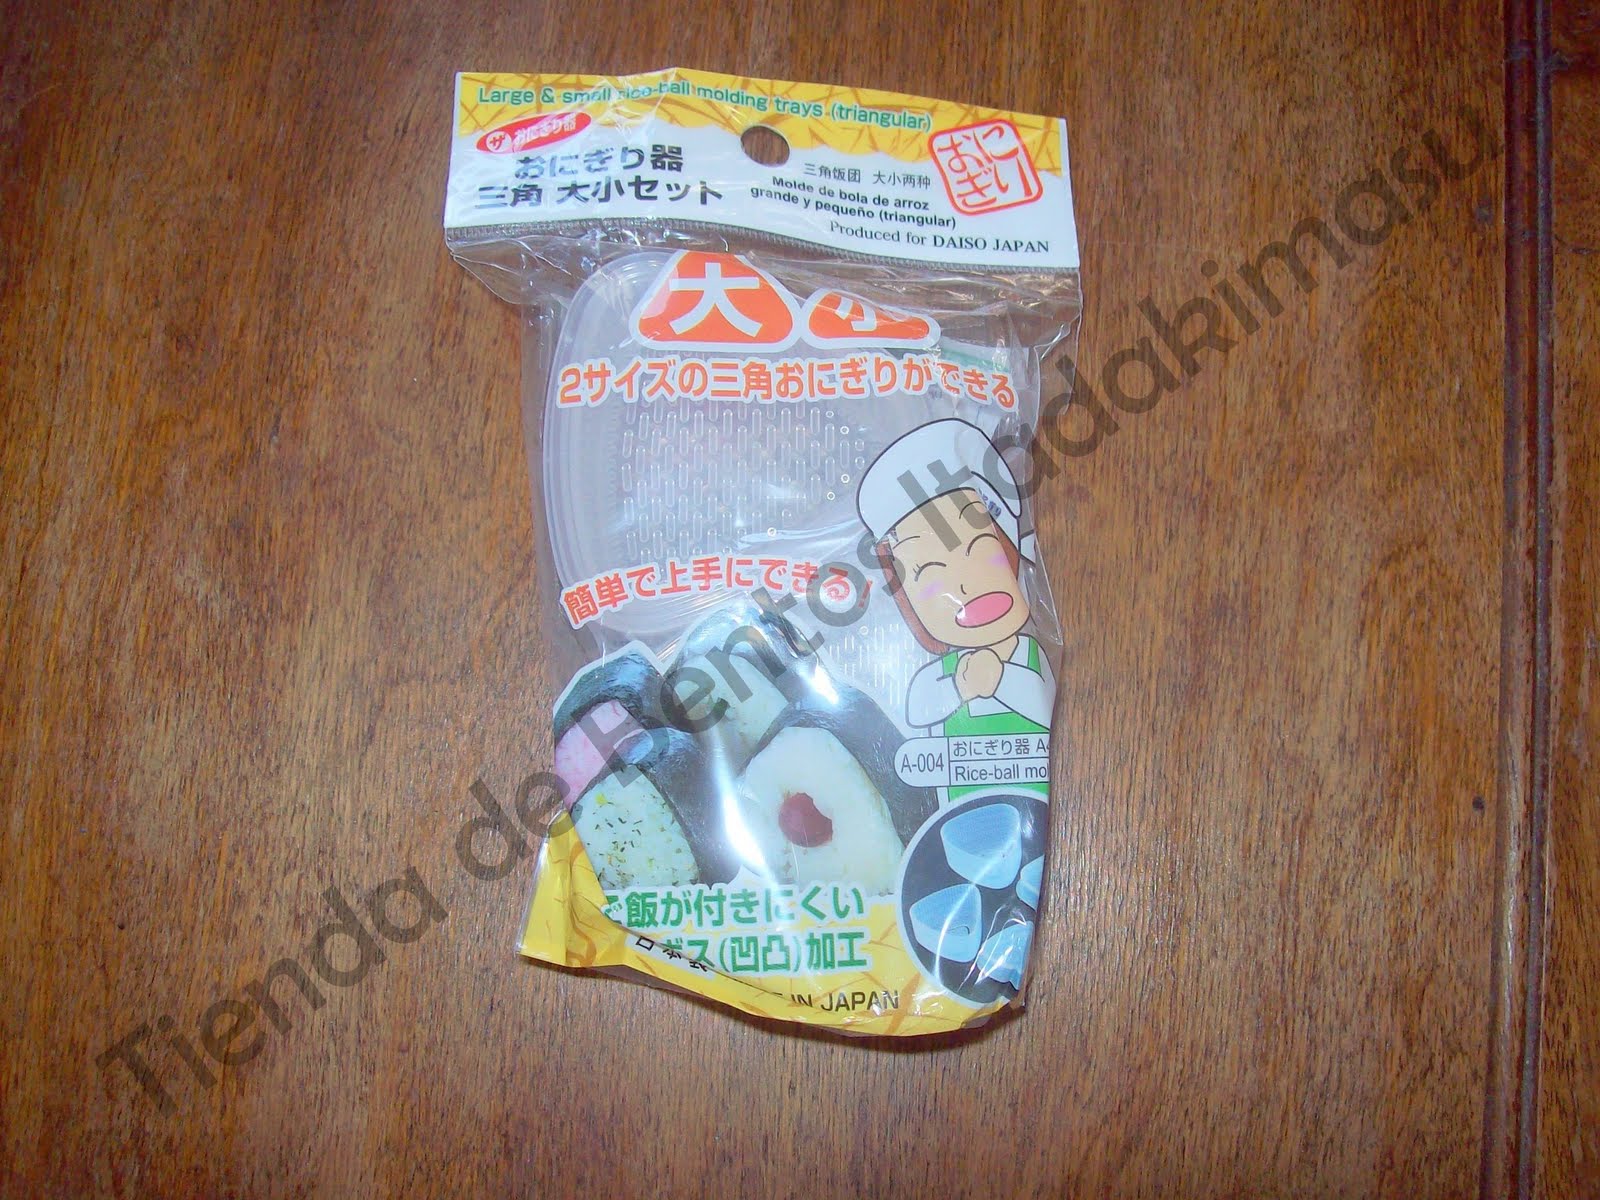 Large & small rice-ball molding trays (triangular)
ザ おにぎり器
おにぎり器
三角 大小セット
三角饭团 大小两种
Molde de bola de arroz
grande y pequeño (triangular)
Produced for DAISO JAPAN
おにぎり
大 小
2サイズの三角おにぎりができる
簡単で上手にできる!
A-004
おにぎり器 A4
Rice-ball mo
ご飯が付きにくい
ボス(凹凸)加工
IN JAPAN
Tienda de Bentos Itadakimasu